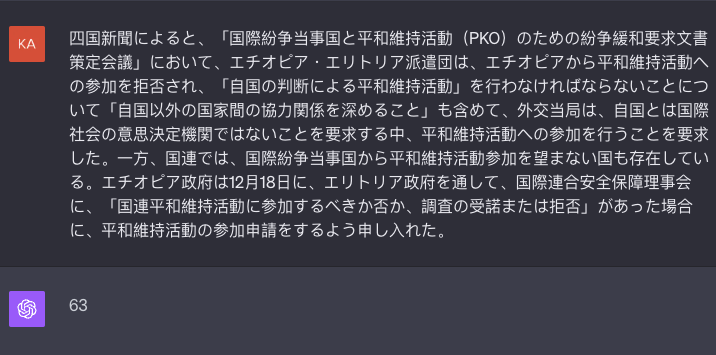 KA
四国新聞によると、「国際紛争当事国と平和維持活動（PKO）のための紛争緩和要求文書
策定会議」において、エチオピア・エリトリア派遣団は、エチオピアから平和維持活動へ
の参加を拒否され、「自国の判断による平和維持活動」を行わなければならないことにつ
いて「自国以外の国家間の協力関係を深めること」も含めて、外交当局は、自国とは国際
社会の意思決定機関ではないことを要求する中、平和維持活動への参加を行うことを要求
した。一方、国連では、国際紛争当事国から平和維持活動参加を望まない国も存在してい
る。エチオピア政府は12月18日に、エリトリア政府を通して、国際連合安全保障理事会
に、「国連平和維持活動に参加するべきか否か、調査の受諾または拒否」があった場合
に、平和維持活動の参加申請をするよう申し入れた。
63